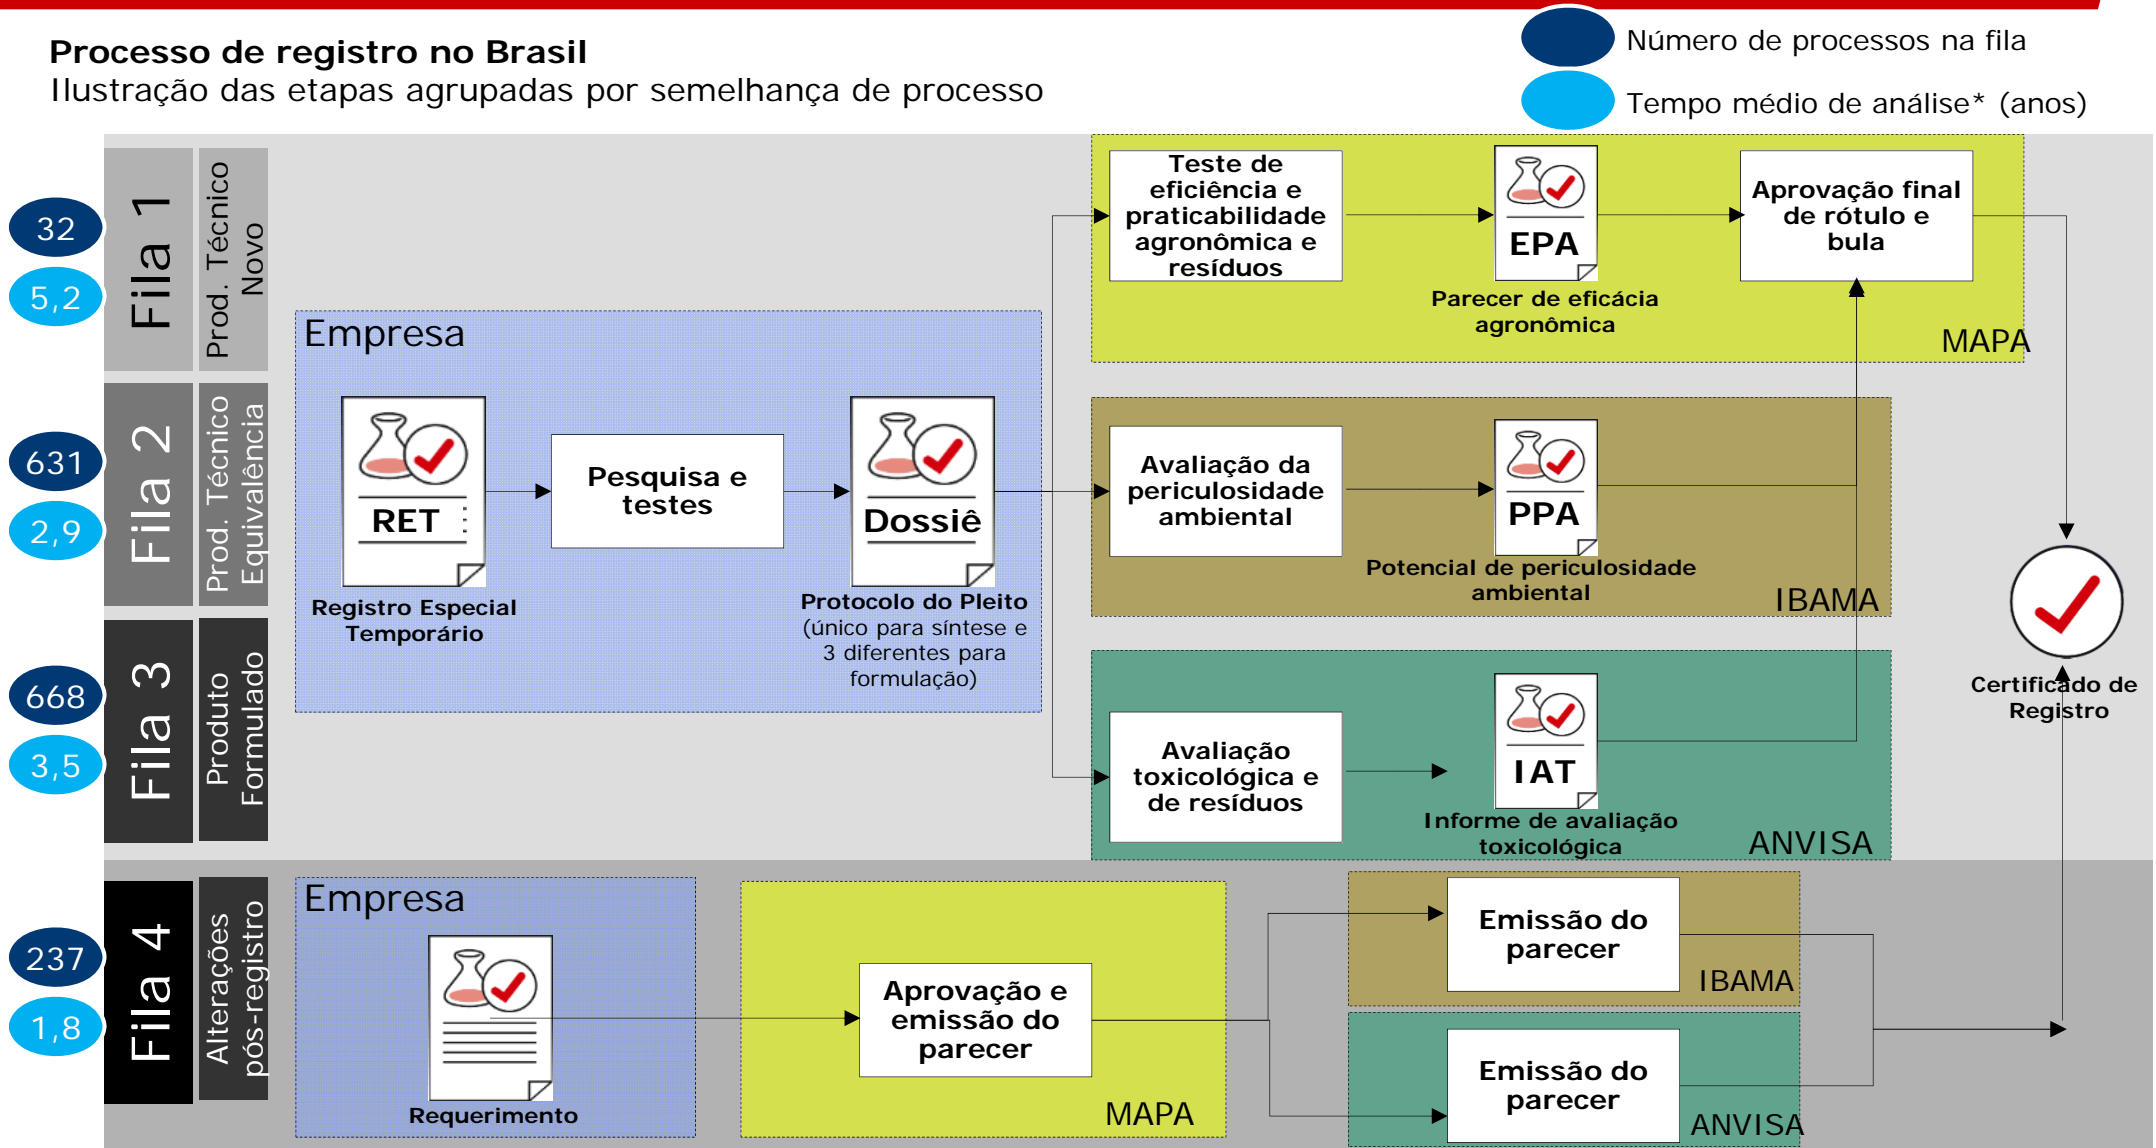 Processo de registro no Brasil
Ilustração das etapas agrupadas por semelhança de processo
Número de processos na fila
Tempo médio de análise* (anos)
32
5,2
Fila 1
Prod. Técnico
Novo
631
2,9
Fila 2
Prod. Técnico
Equivalência
668
3,5
Fila 3
Produto
Formulado
237
1,8
Fila 4
Alterações
pós-registro
Empresa
RET
Registro Especial
Temporário
Pesquisa e
testes
Dossiê
Protocolo do Pleito
(único para síntese e
3 diferentes para
formulação)
Teste de
eficiência e
praticabilidade
agronômica e
resíduos
EPA
Parecer de eficácia
agronômica
Aprovação final
de rótulo e
bula
MAPA
Avaliação da
periculosidade
ambiental
PPA
Potencial de periculosidade
ambiental
IBAMA
Avaliação
toxicológica e
de resíduos
IAT
Informe de avaliação
toxicológica
ANVISA
Certificado de
Registro
Empresa
Requerimento
Aprovação e
emissão do
parecer
MAPA
Emissão do
parecer
IBAMA
Emissão do
parecer
ANVISA